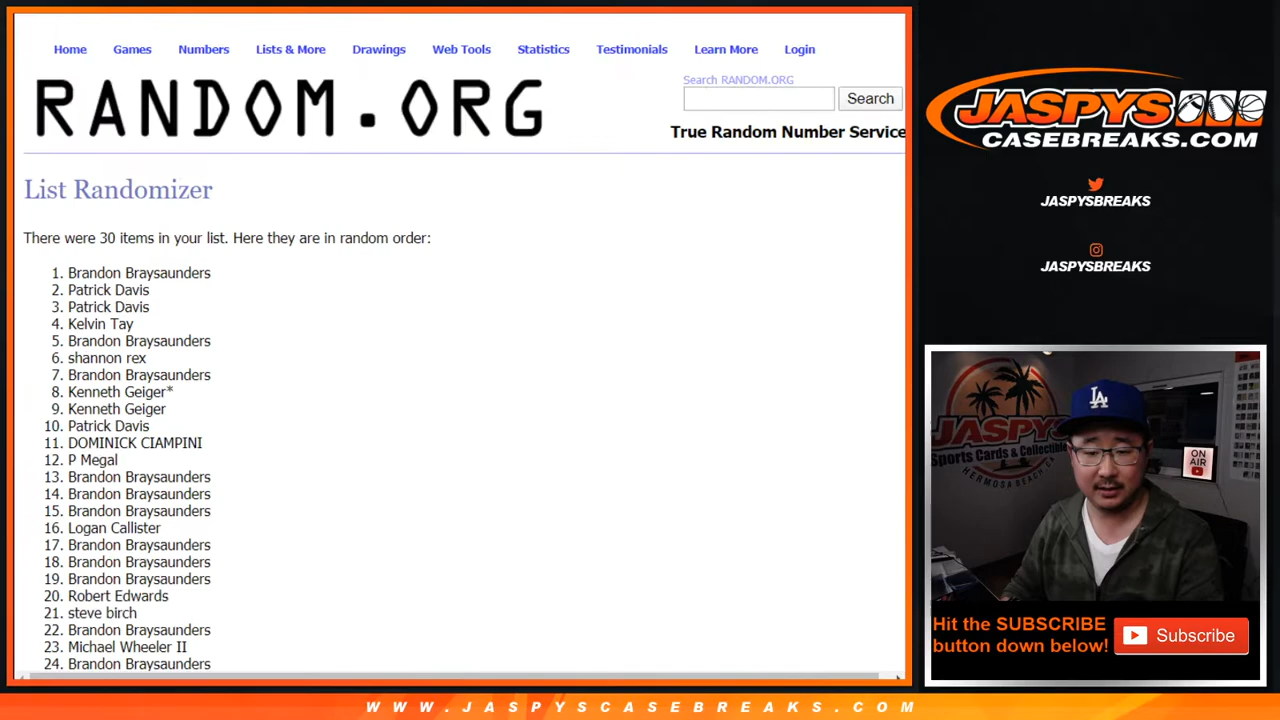 Home Games Numbers Lists & More Drawings Web Tools Statistics Testimonials Learn More Login
RANDOM.ORG
Search RANDOM.ORG
Search
True Random Number Service
List Randomizer
There were 30 items in your list. Here they are in random order:
1. Brandon Braysaunders
2. Patrick Davis
3. Patrick Davis
4. Kelvin Tay
5. Brandon Braysaunders
6. shannon rex
7. Brandon Braysaunders
8. Kenneth Geiger*
9. Kenneth Geiger
10. Patrick Davis
11. DOMINICK CIAMPINI
12. P Megal
13. Brandon Braysaunders
14. Brandon Braysaunders
15. Brandon Braysaunders
16. Logan Callister
17. Brandon Braysaunders
18. Brandon Braysaunders
19. Brandon Braysaunders
20. Robert Edwards
21. steve birch
22. Brandon Braysaunders
23. Michael Wheeler II
24. Brandon Braysaunders
JASPYS
CASEBREAKS.COM
JASPYSBREAKS
JASPYSBREAKS
JASPYS
Sports Cards & Collectible
HERMOSA BEACH CA
LA
ON
AIR
Hit the SUBSCRIBE
button down below!
Subscribe
WWW.JASPYSCASEBREAKS.COM